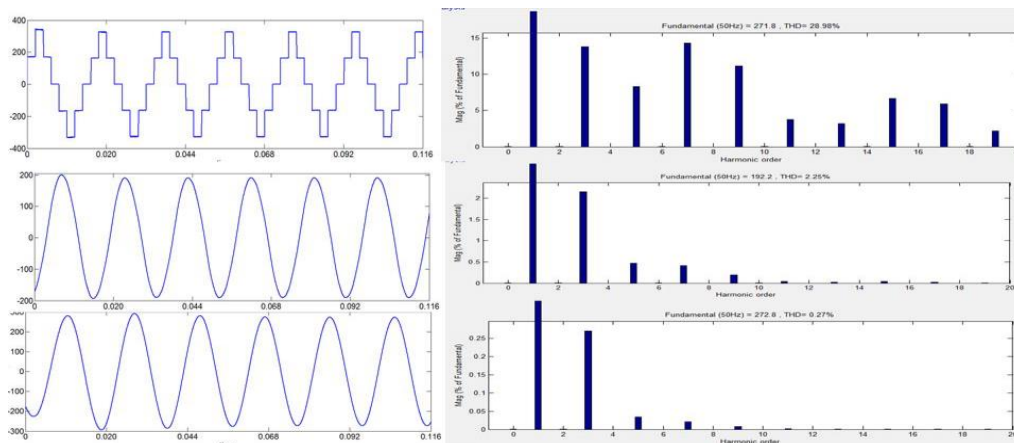 400
200
0
-200
-400
0 0.020 0.044 0.068 0.092 0.116
Fundamental (50Hz) = 271.8 , THD= 28.98%
Mag (% of Fundamental)
15
10
5
0
0 2 4 6 8 10 12 14 16 18
Harmonic order
200
100
0
-100
-200
0 0.020 0.044 0.068 0.092 0.116
Fundamental (50Hz) = 192.2 , THD= 2.25%
Mag (% of Fundamental)
2
1.5
1
0.5
0
0 2 4 6 8 10 12 14 16 18 20
Harmonic order
300
200
100
0
-100
-200
-300
0 0.020 0.044 0.068 0.092 0.116
Fundamental (50Hz) = 272.8 , THD= 0.27%
Mag (% of Fundamental)
0.25
0.2
0.15
0.1
0.05
0
0 2 4 6 8 10 12 14 16 18 20
Harmonic order